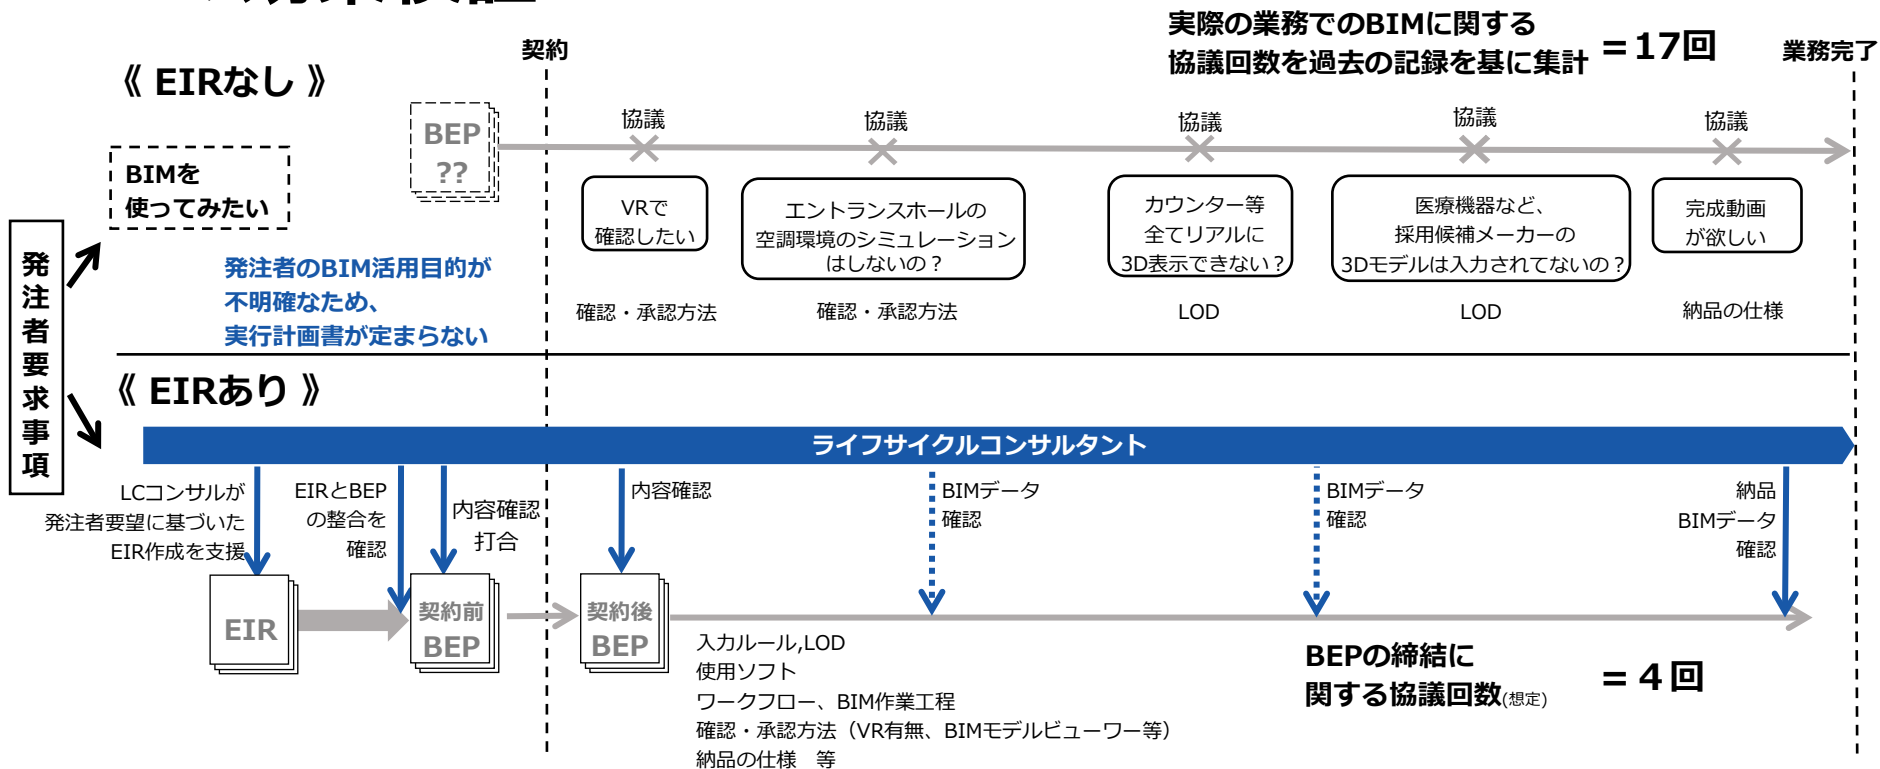 実際の業務でのBIMに関する
協議回数を過去の記録を基に集計
＝17回
契約
業務完了
《 EIRなし 》
BIMを
使ってみたい
BEP
??
協議
協議
協議
協議
協議
VRで
確認したい
エントランスホールの
空調環境のシミュレーション
はしないの？
カウンター等
全てリアルに
3D表示できない？
医療機器など、
採用候補メーカーの
3Dモデルは入力されてないの？
完成動画
が欲しい
確認・承認方法
確認・承認方法
LOD
LOD
納品の仕様
発注者のBIM活用目的が
不明確なため、
実行計画書が定まらない
発注者要求事項
《 EIRあり 》
ライフサイクルコンサルタント
LCコンサルが
発注者要望に基づいた
EIR作成を支援
EIRとBEP
の整合を
確認
内容確認
打合
内容確認
BIMデータ
確認
BIMデータ
確認
納品
BIMデータ
確認
EIR
契約前
BEP
契約後
BEP
入力ルール,LOD
使用ソフト
ワークフロー、BIM作業工程
確認・承認方法（VR有無、BIMモデルビューワー等）
納品の仕様　等
BEPの締結に
関する協議回数(想定)
＝４回